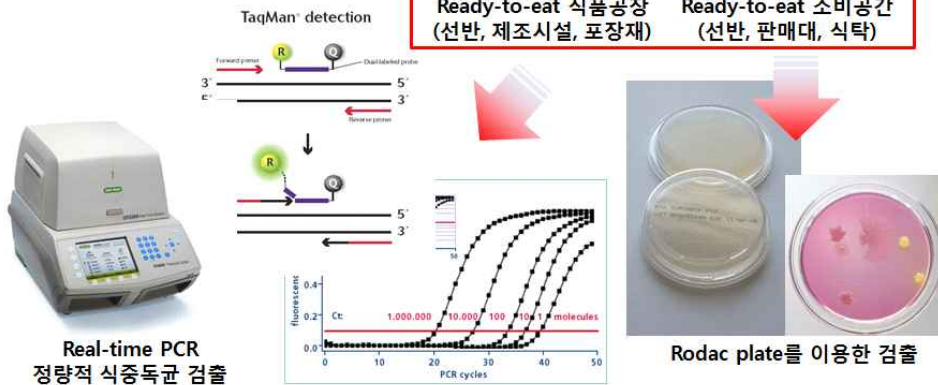 TaqMan® detection
Ready-to-eat 식품공장
(선반, 제조시설, 포장재)
Ready-to-eat 소비공간
(선반, 판매대, 식탁)
R
Q
Forward primer
Dual-labeled probe
3'
5'
5'
3'
Reverse primer
R
Q
5'
3'
50
fluorescenc
0.4
0.2
0.0
Ct:
1.000.000
10.000
100
10
1
molecules
0
10
20
30
40
50
PCR cycles
Real-time PCR
정량적 식중독균 검출
Rodac plate를 이용한 검출